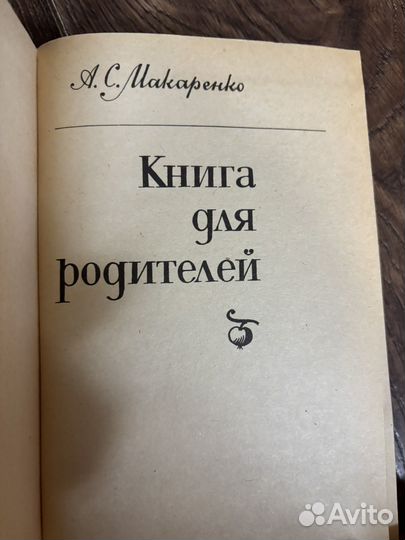 А. С. Макаренко
Книга
для
родителей
Avito